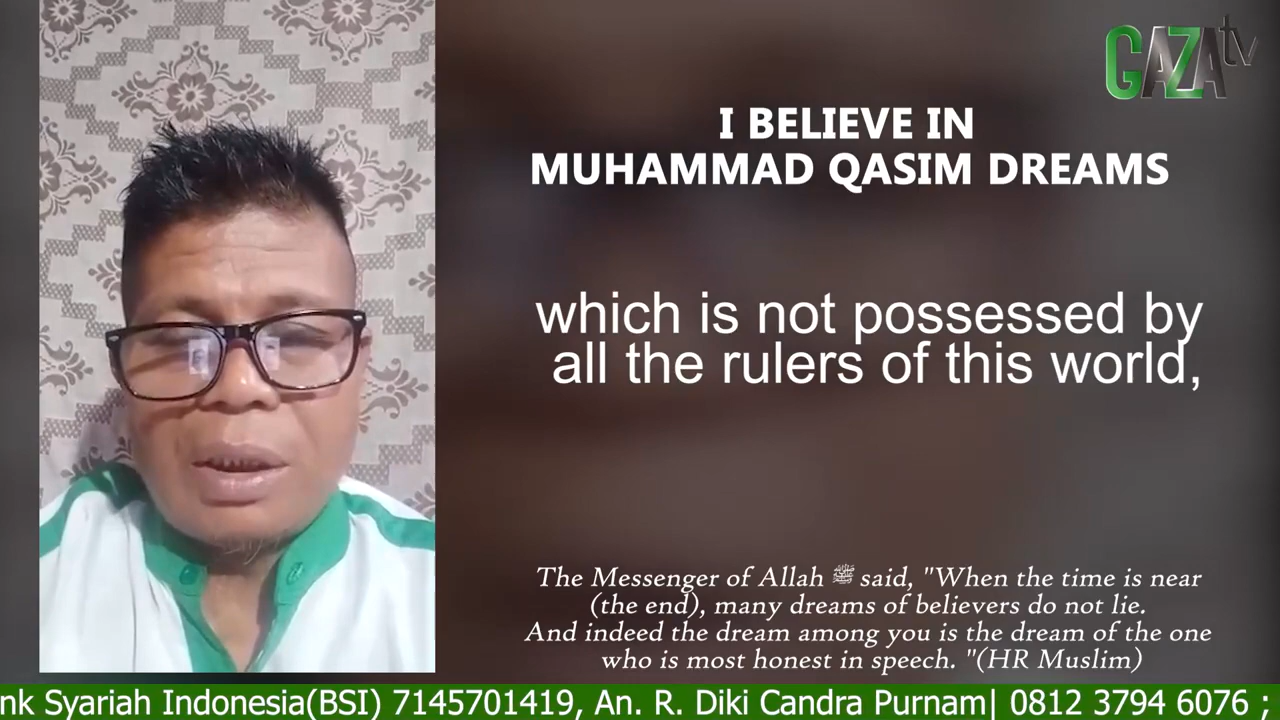 GAZAtv
I BELIEVE IN
MUHAMMAD QASIM DREAMS
which is not possessed by
all the rulers of this world,
The Messenger of Allah ﷺ said, "When the time is near
(the end), many dreams of believers do not lie.
And indeed the dream among you is the dream of the one
who is most honest in speech. "(HR Muslim)
nk Syariah Indonesia(BSI) 7145701419, An. R. Diki Candra Purnam| 0812 3794 6076 ;